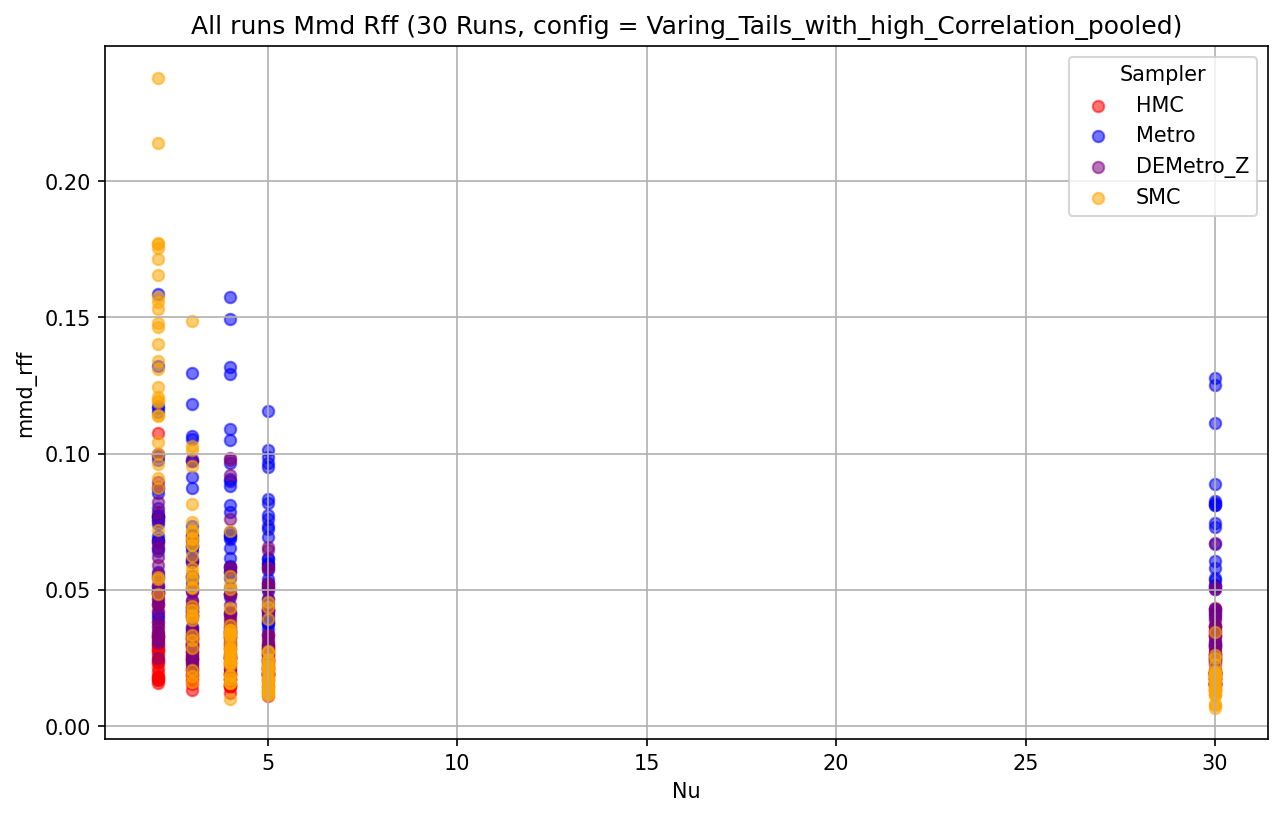 All runs Mmd Rff (30 Runs, config = Varing_Tails_with_high_Correlation_pooled)
Sampler
HMC
Metro
DEMetro_Z
SMC
mmd_rff
0.20
0.15
0.10
0.05
0.00
5 10 15 20 25 30
Nu